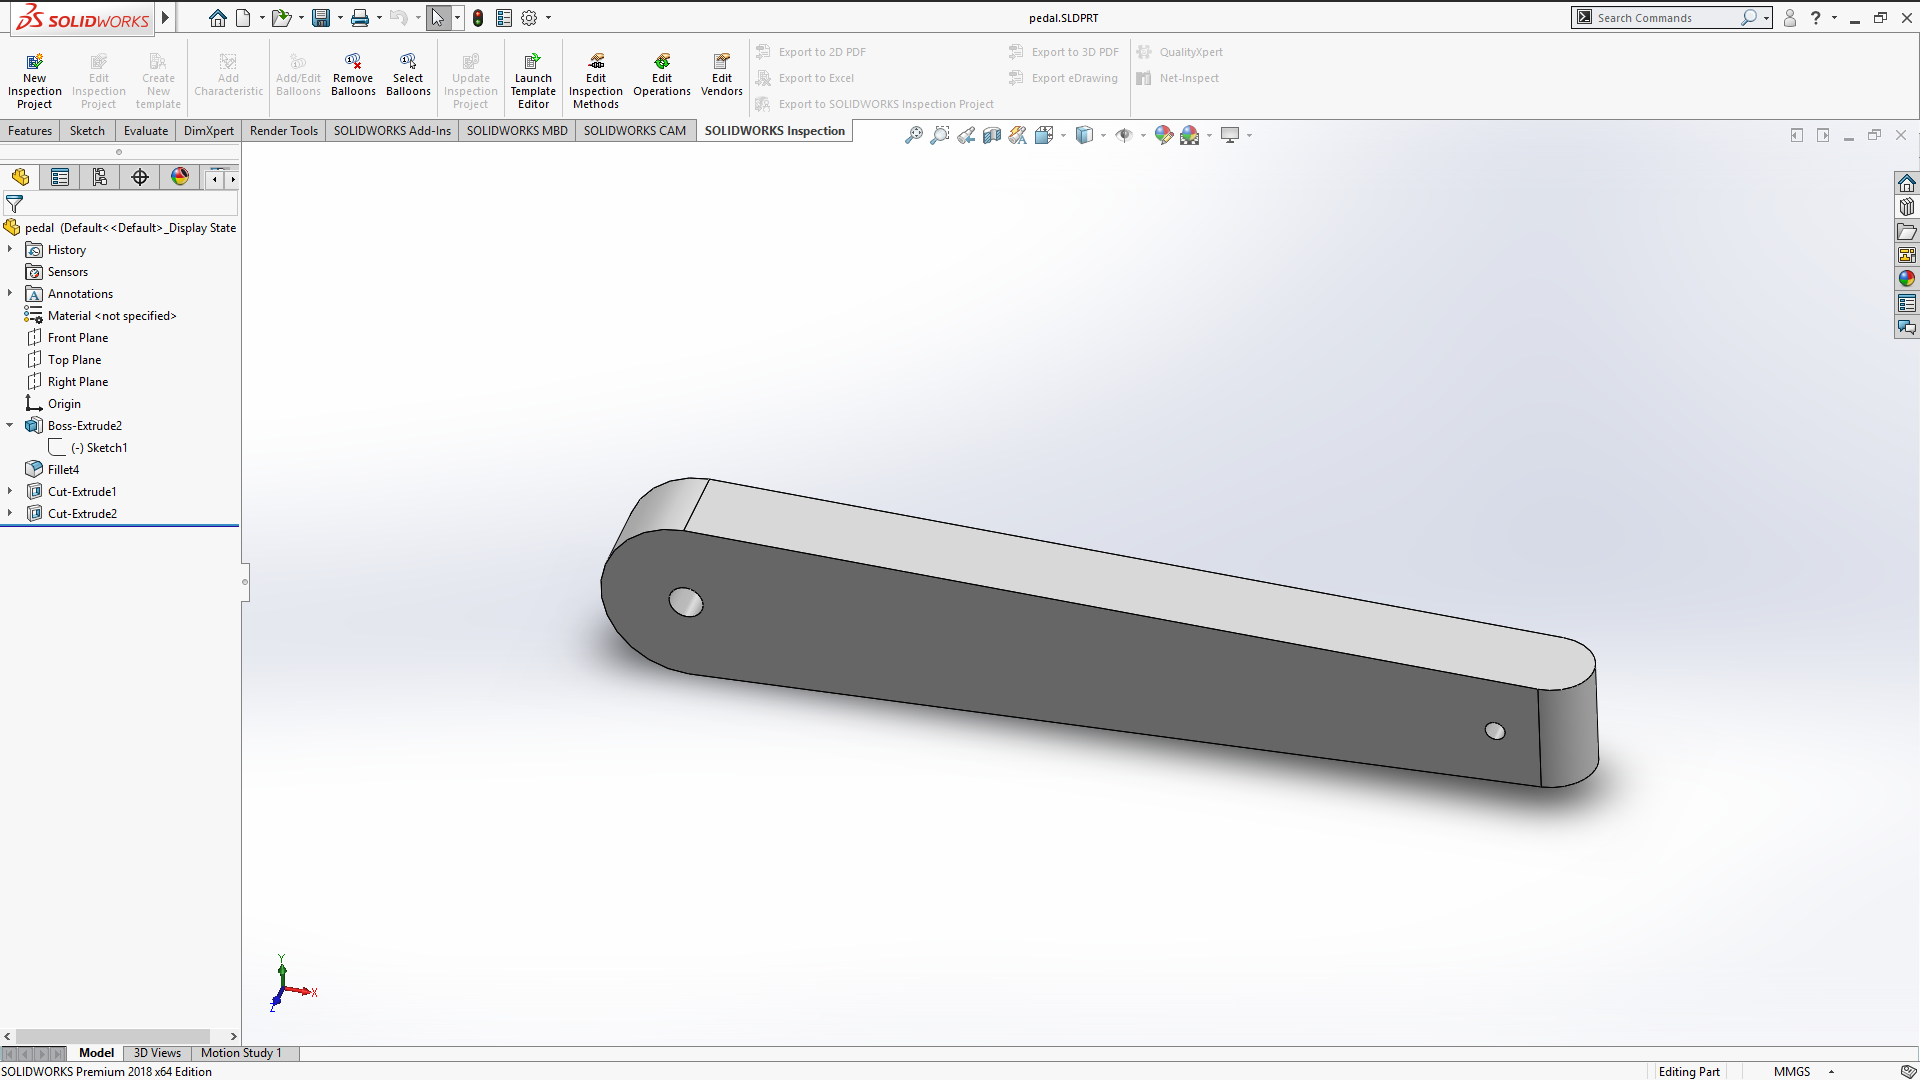 SOLIDWORKS
pedal.SLDPRT
Search Commands
?
New Inspection Project
Edit Inspection Project
Create New template
Add Characteristic
Add/Edit Balloons
Remove Balloons
Select Balloons
Update Inspection Project
Launch Template Editor
Edit Inspection Methods
Edit Operations
Edit Vendors
Export to 2D PDF
Export to Excel
Export to SOLIDWORKS Inspection Project
Export to 3D PDF
Export eDrawing
QualityXpert
Net-Inspect
Features
Sketch
Evaluate
DimXpert
Render Tools
SOLIDWORKS Add-Ins
SOLIDWORKS MBD
SOLIDWORKS CAM
SOLIDWORKS Inspection
pedal (Default<<Default>_Display State
History
Sensors
Annotations
Material <not specified>
Front Plane
Top Plane
Right Plane
Origin
Boss-Extrude2
(-) Sketch1
Fillet4
Cut-Extrude1
Cut-Extrude2
Y
X
Z
Model
3D Views
Motion Study 1
SOLIDWORKS Premium 2018 x64 Edition
Editing Part
MMGS